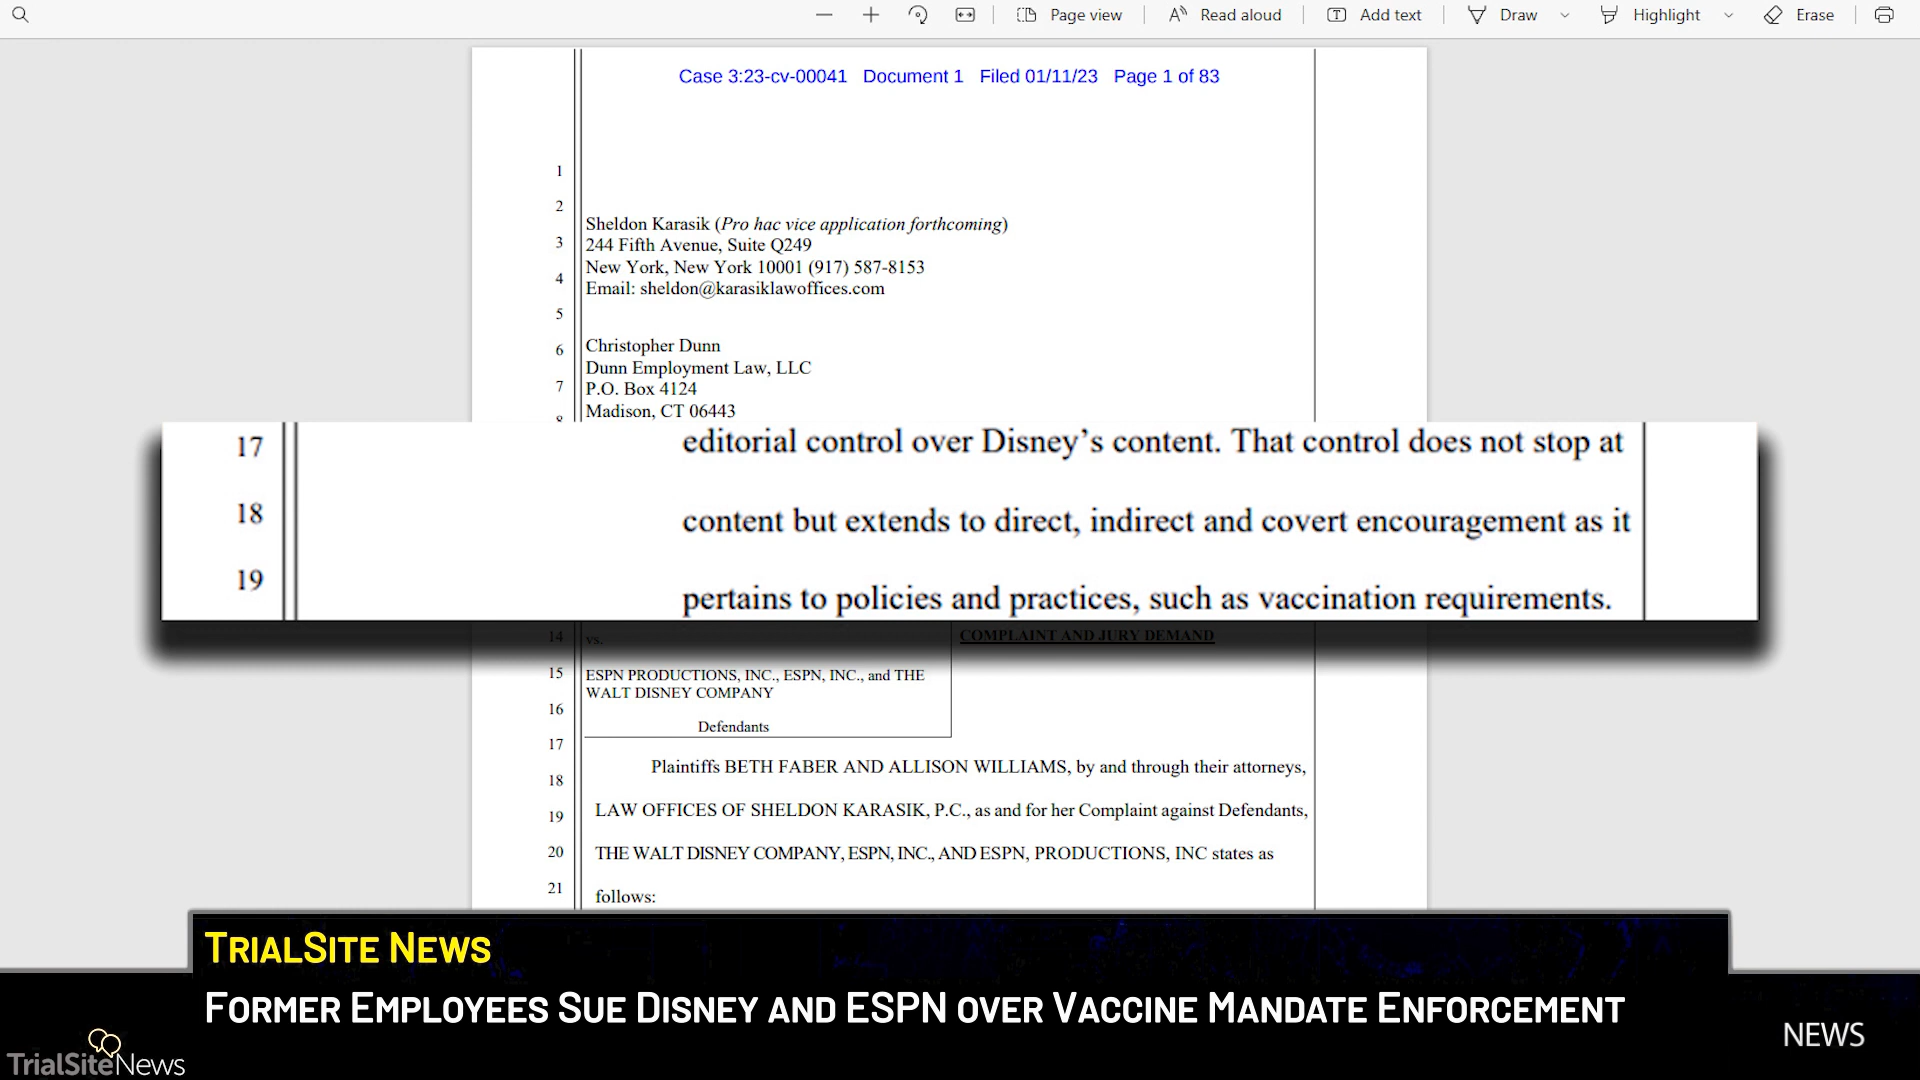 Page view
Read aloud
Add text
Draw
Highlight
Erase
Case 3:23-cv-00041 Document 1 Filed 01/11/23 Page 1 of 83
1
2
Sheldon Karasik (Pro hac vice application forthcoming)
3 244 Fifth Avenue, Suite Q249
New York, New York 10001 (917) 587-8153
4 Email: sheldon@karasiklawoffices.com
5
6 Christopher Dunn
Dunn Employment Law, LLC
7 P.O. Box 4124
Madison, CT 06443
8
17 editorial control over Disney's content. That control does not stop at
18 content but extends to direct, indirect and covert encouragement as it
19 pertains to policies and practices, such as vaccination requirements.
14 vs. COMPLAINT AND JURY DEMAND
15 ESPN PRODUCTIONS, INC., ESPN, INC., and THE
WALT DISNEY COMPANY
16
Defendants
17
Plaintiffs BETH FABER AND ALLISON WILLIAMS, by and through their attorneys,
18
19 LAW OFFICES OF SHELDON KARASIK, P.C., as and for her Complaint against Defendants,
20 THE WALT DISNEY COMPANY, ESPN, INC., AND ESPN, PRODUCTIONS, INC states as
21 follows:
TRIALSITE NEWS
FORMER EMPLOYEES SUE DISNEY AND ESPN OVER VACCINE MANDATE ENFORCEMENT
TrialSiteNews
NEWS